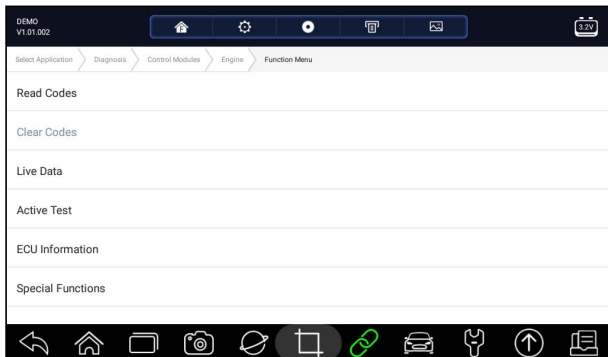 DEMO
V1.01.002
3.2V
Select Application Diagnosis Control Modules Engine Function Menu
Read Codes
Clear Codes
Live Data
Active Test
ECU Information
Special Functions